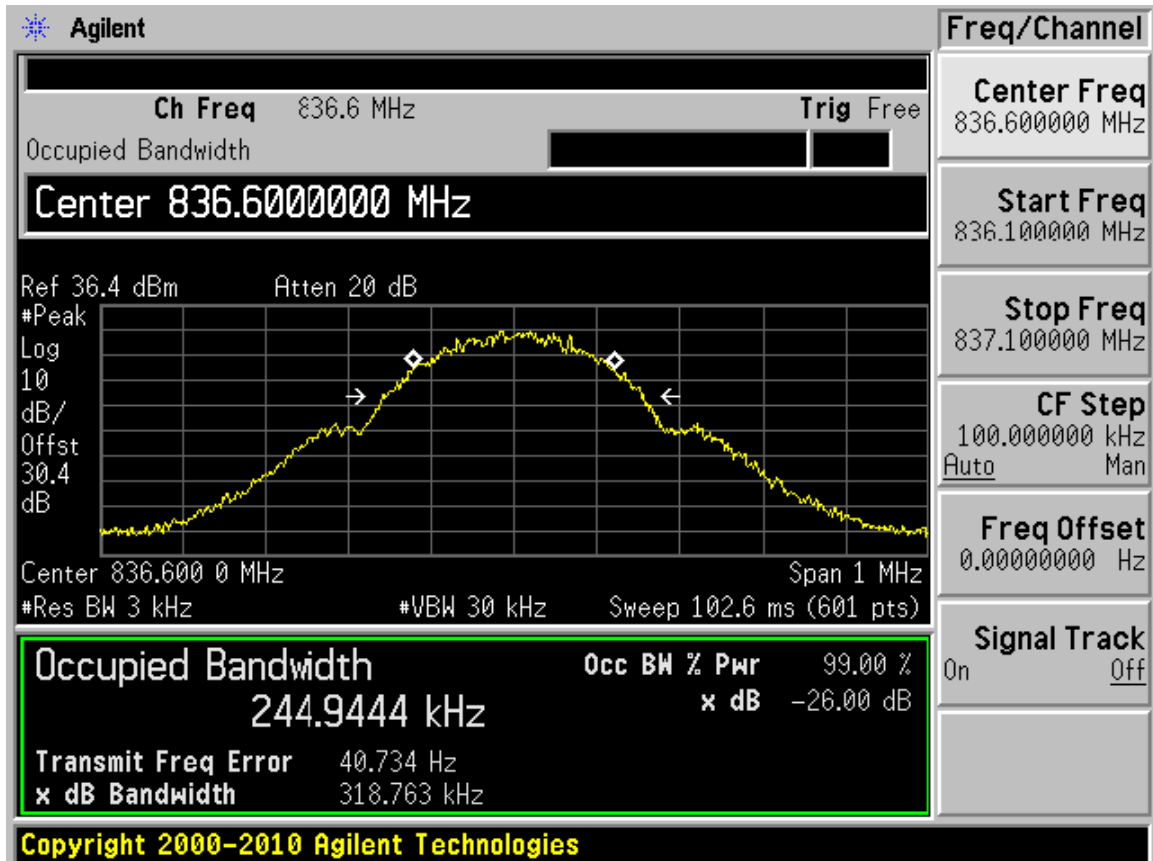 Agilent
Freq/Channel
Ch Freq 836.6 MHz Trig Free
Occupied Bandwidth
Center 836.6000000 MHz
Ref 36.4 dBm Atten 20 dB
#Peak
Log
10
dB/
Offst
30.4
dB
Center 836.600 0 MHz Span 1 MHz
#Res BW 3 kHz #VBW 30 kHz Sweep 102.6 ms (601 pts)
Occupied Bandwidth Occ BW % Pwr 99.00 %
244.9444 kHz x dB -26.00 dB
Transmit Freq Error 40.734 Hz
x dB Bandwidth 318.763 kHz
Copyright 2000-2010 Agilent Technologies
Center Freq
836.600000 MHz
Start Freq
836.100000 MHz
Stop Freq
837.100000 MHz
CF Step
100.000000 kHz
Auto Man
Freq Offset
0.00000000 Hz
Signal Track
On Off